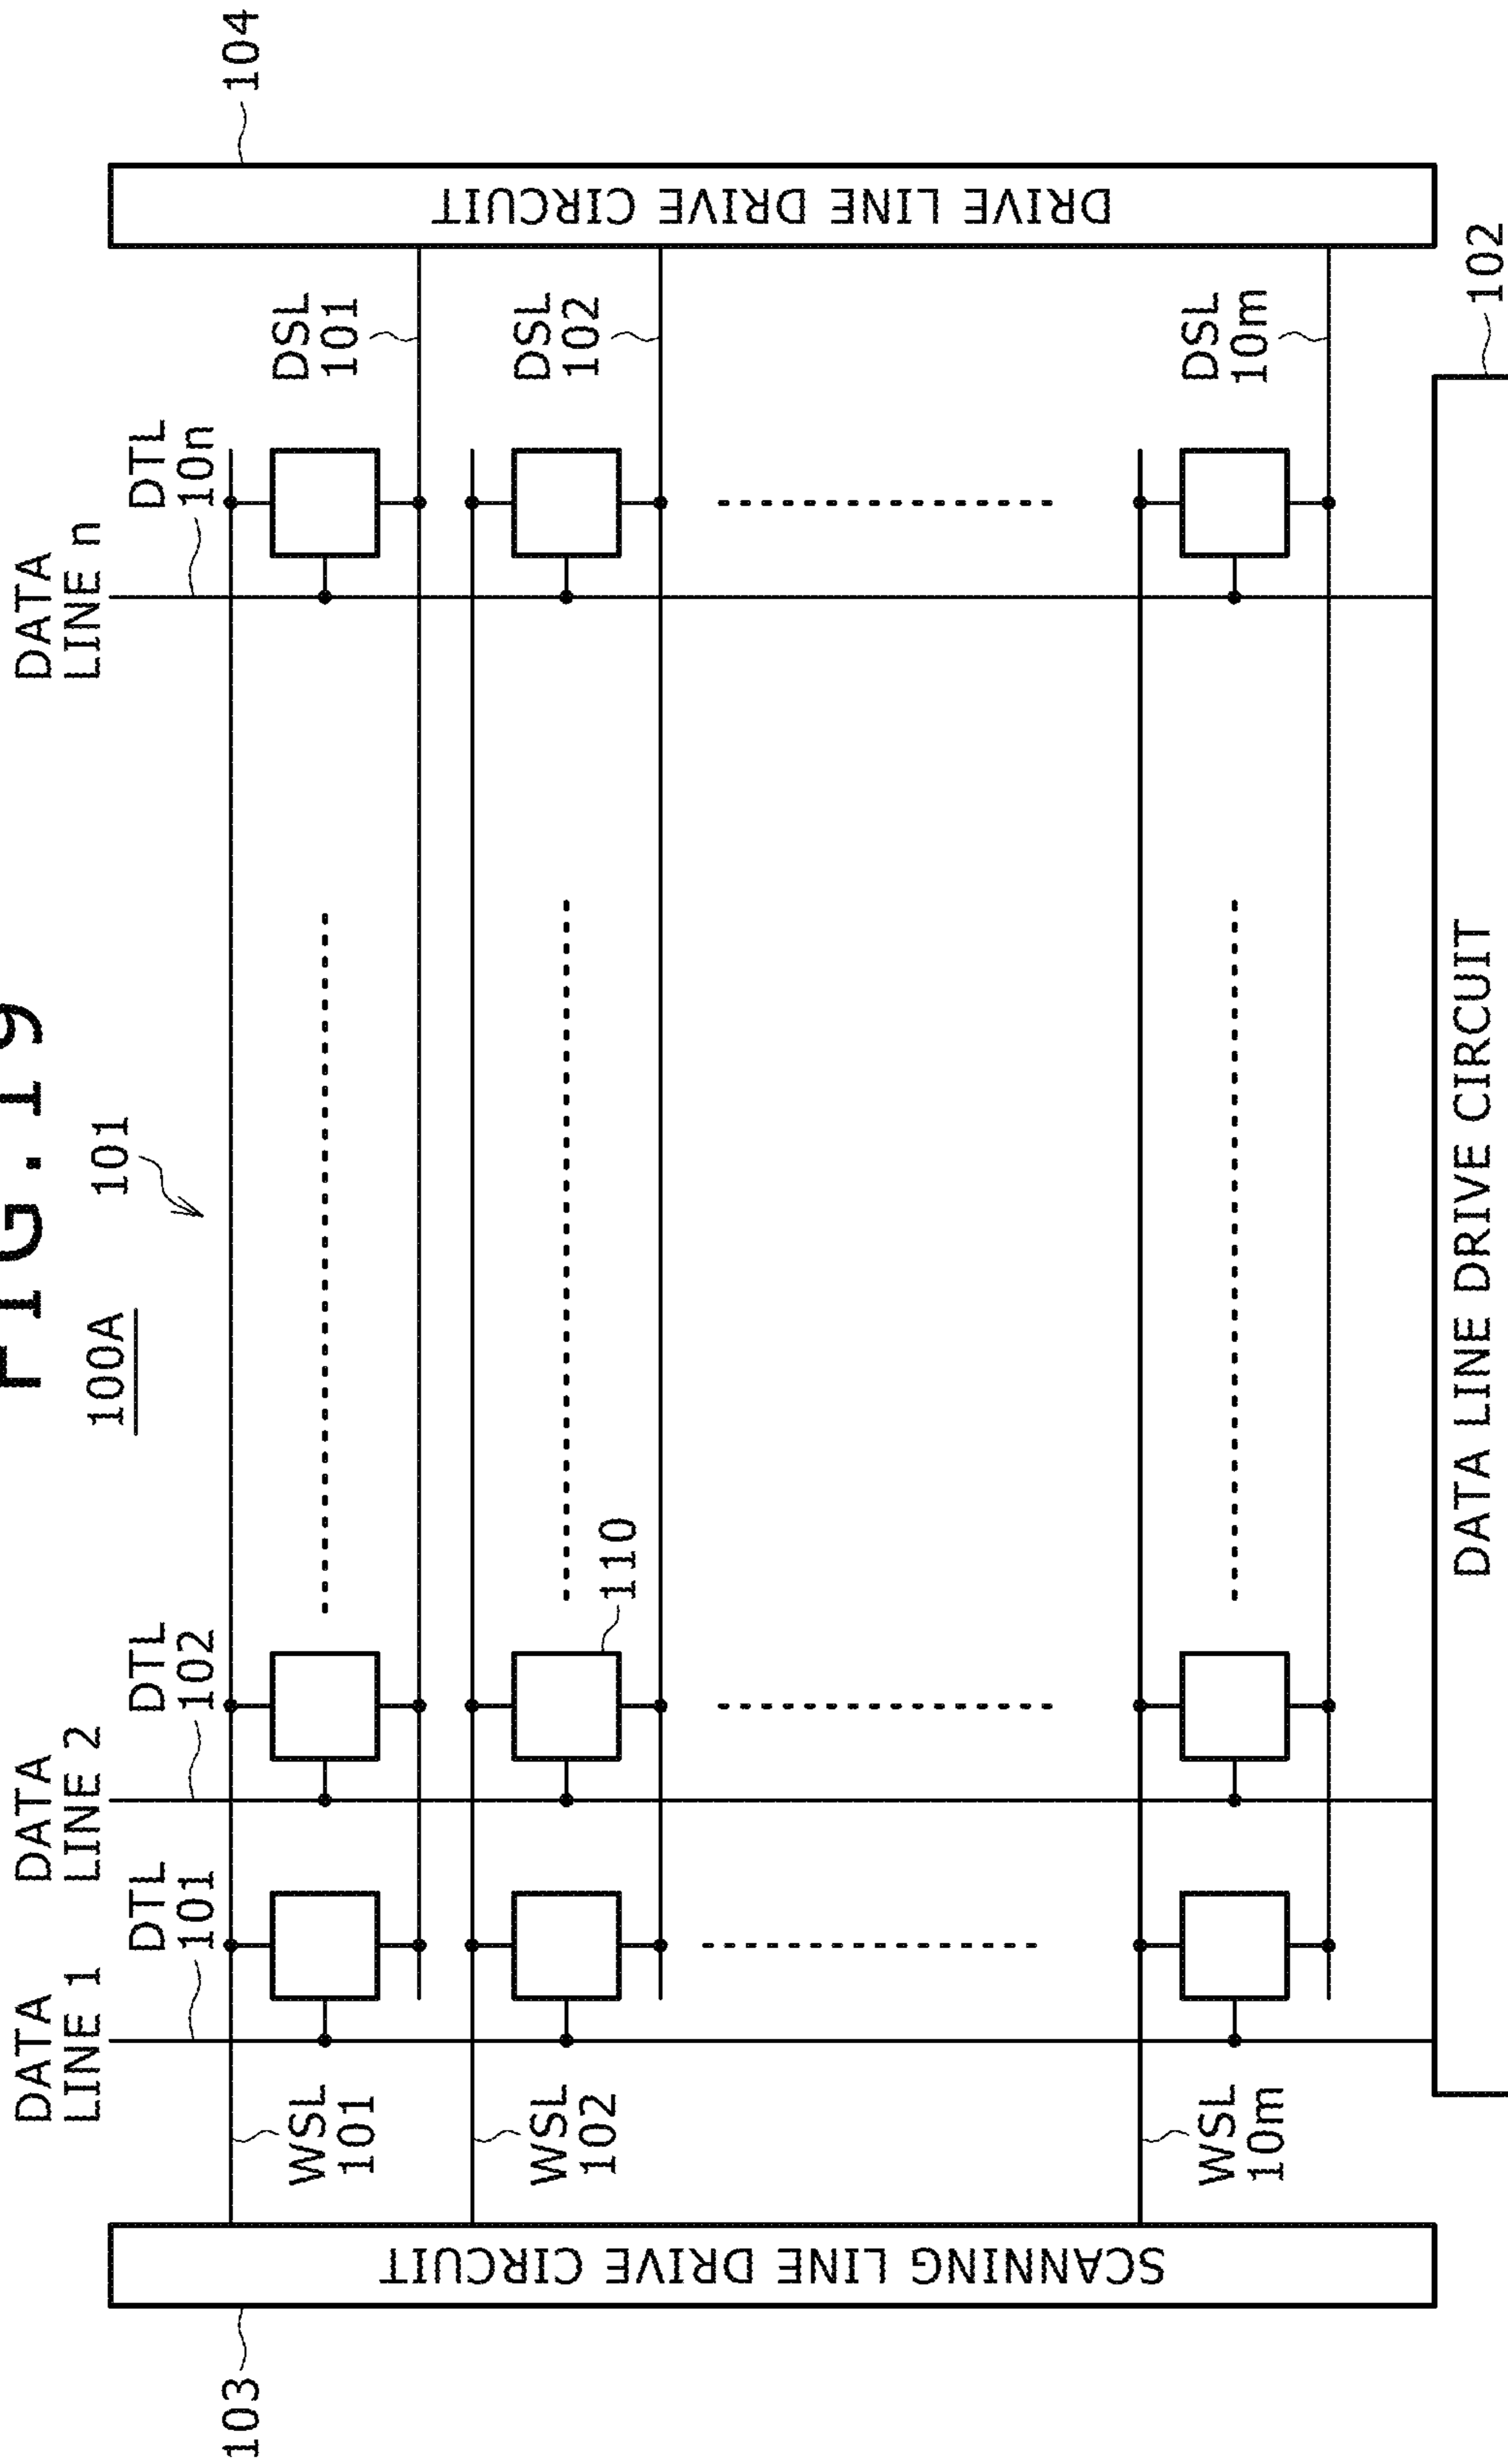 FIG.19
100A
101
DATA
LINE 1
DATA
LINE 2
DATA
LINE n
DTL
101
DTL
102
DTL
10n
103
104
SCANNING LINE DRIVE CIRCUIT
DRIVE LINE DRIVE CIRCUIT
WSL
101
DSL
101
WSL
102
110
DSL
102
WSL
10m
DSL
10m
DATA LINE DRIVE CIRCUIT
102